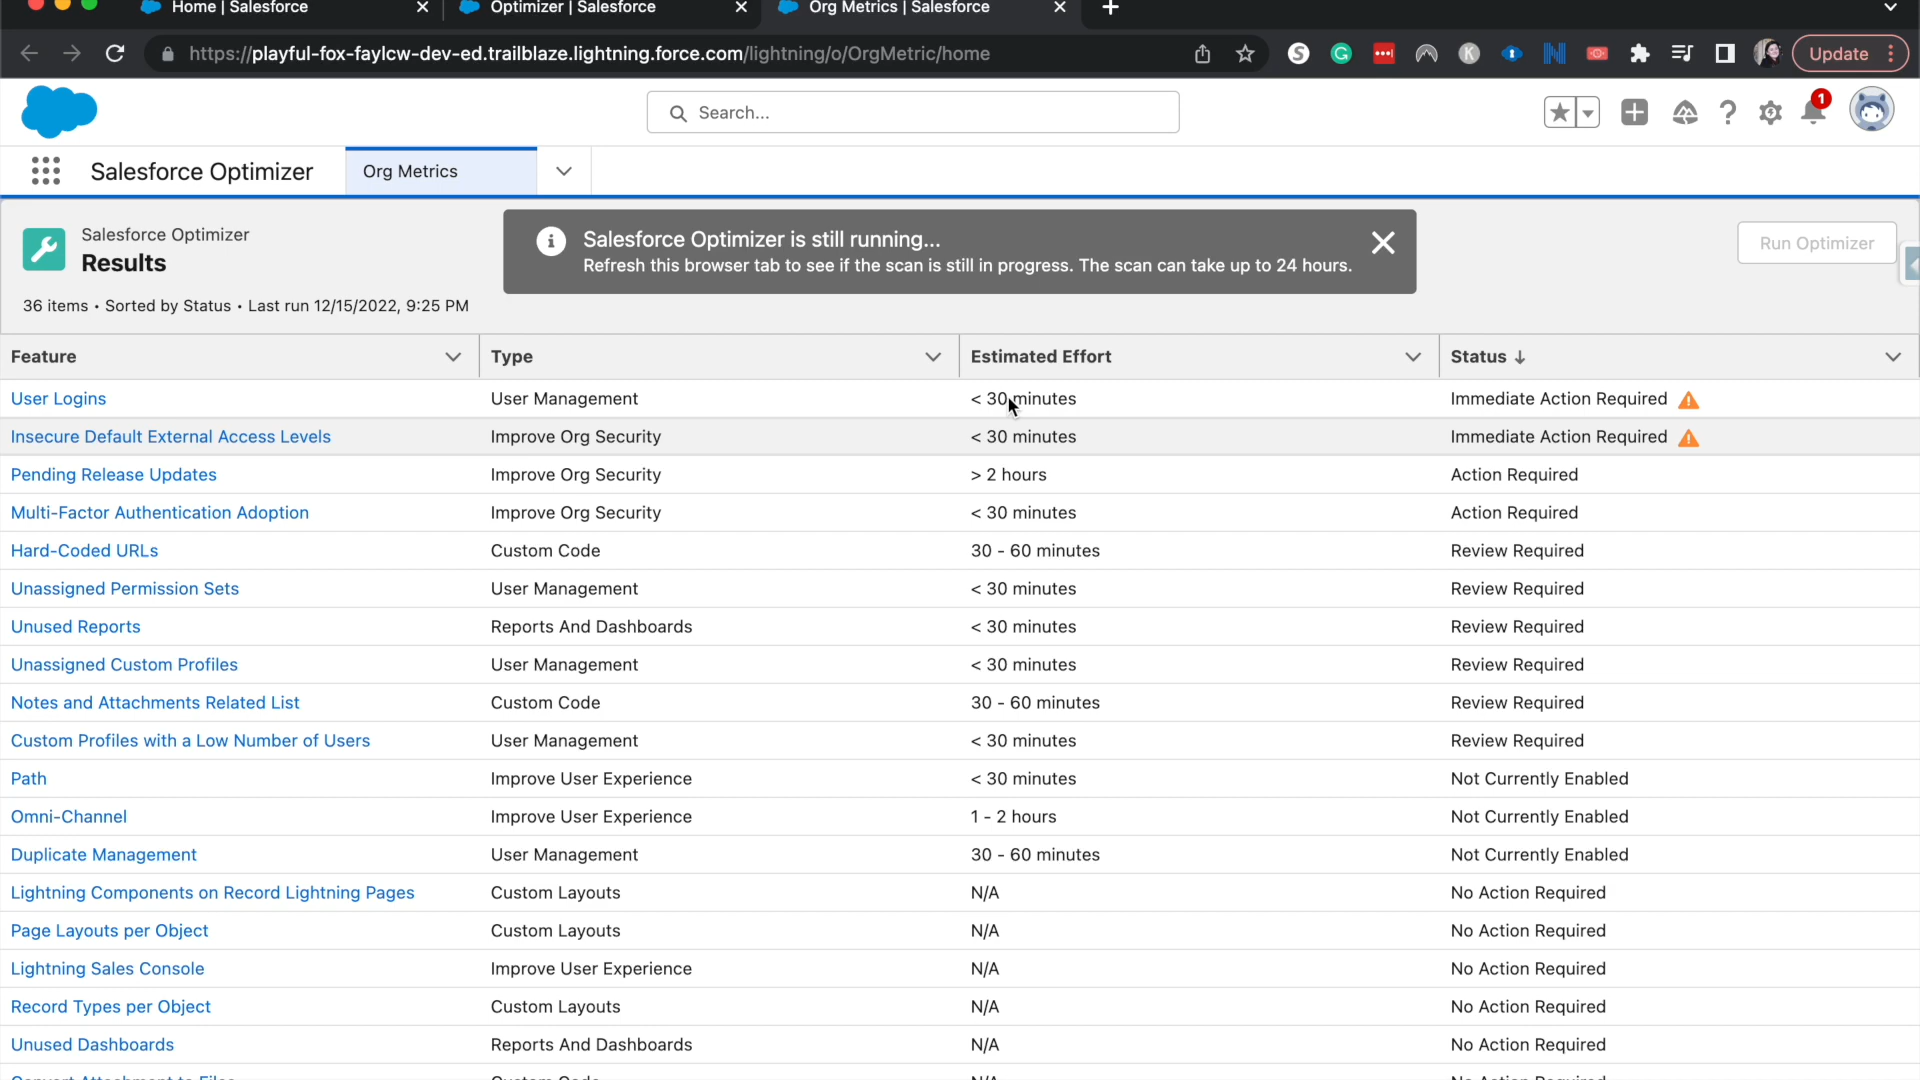 Home | Salesforce
Optimizer | Salesforce
Org Metrics | Salesforce
https://playful-fox-faylcw-dev-ed.trailblaze.lightning.force.com/lightning/o/OrgMetric/home
Update
Search...
1
Salesforce Optimizer
Org Metrics
Salesforce Optimizer
Results
Salesforce Optimizer is still running...
Refresh this browser tab to see if the scan is still in progress. The scan can take up to 24 hours.
Run Optimizer
36 items • Sorted by Status • Last run 12/15/2022, 9:25 PM
Feature Type Estimated Effort Status
User Logins User Management < 30 minutes Immediate Action Required
Insecure Default External Access Levels Improve Org Security < 30 minutes Immediate Action Required
Pending Release Updates Improve Org Security > 2 hours Action Required
Multi-Factor Authentication Adoption Improve Org Security < 30 minutes Action Required
Hard-Coded URLs Custom Code 30 - 60 minutes Review Required
Unassigned Permission Sets User Management < 30 minutes Review Required
Unused Reports Reports And Dashboards < 30 minutes Review Required
Unassigned Custom Profiles User Management < 30 minutes Review Required
Notes and Attachments Related List Custom Code 30 - 60 minutes Review Required
Custom Profiles with a Low Number of Users User Management < 30 minutes Review Required
Path Improve User Experience < 30 minutes Not Currently Enabled
Omni-Channel Improve User Experience 1 - 2 hours Not Currently Enabled
Duplicate Management User Management 30 - 60 minutes Not Currently Enabled
Lightning Components on Record Lightning Pages Custom Layouts N/A No Action Required
Page Layouts per Object Custom Layouts N/A No Action Required
Lightning Sales Console Improve User Experience N/A No Action Required
Record Types per Object Custom Layouts N/A No Action Required
Unused Dashboards Reports And Dashboards N/A No Action Required